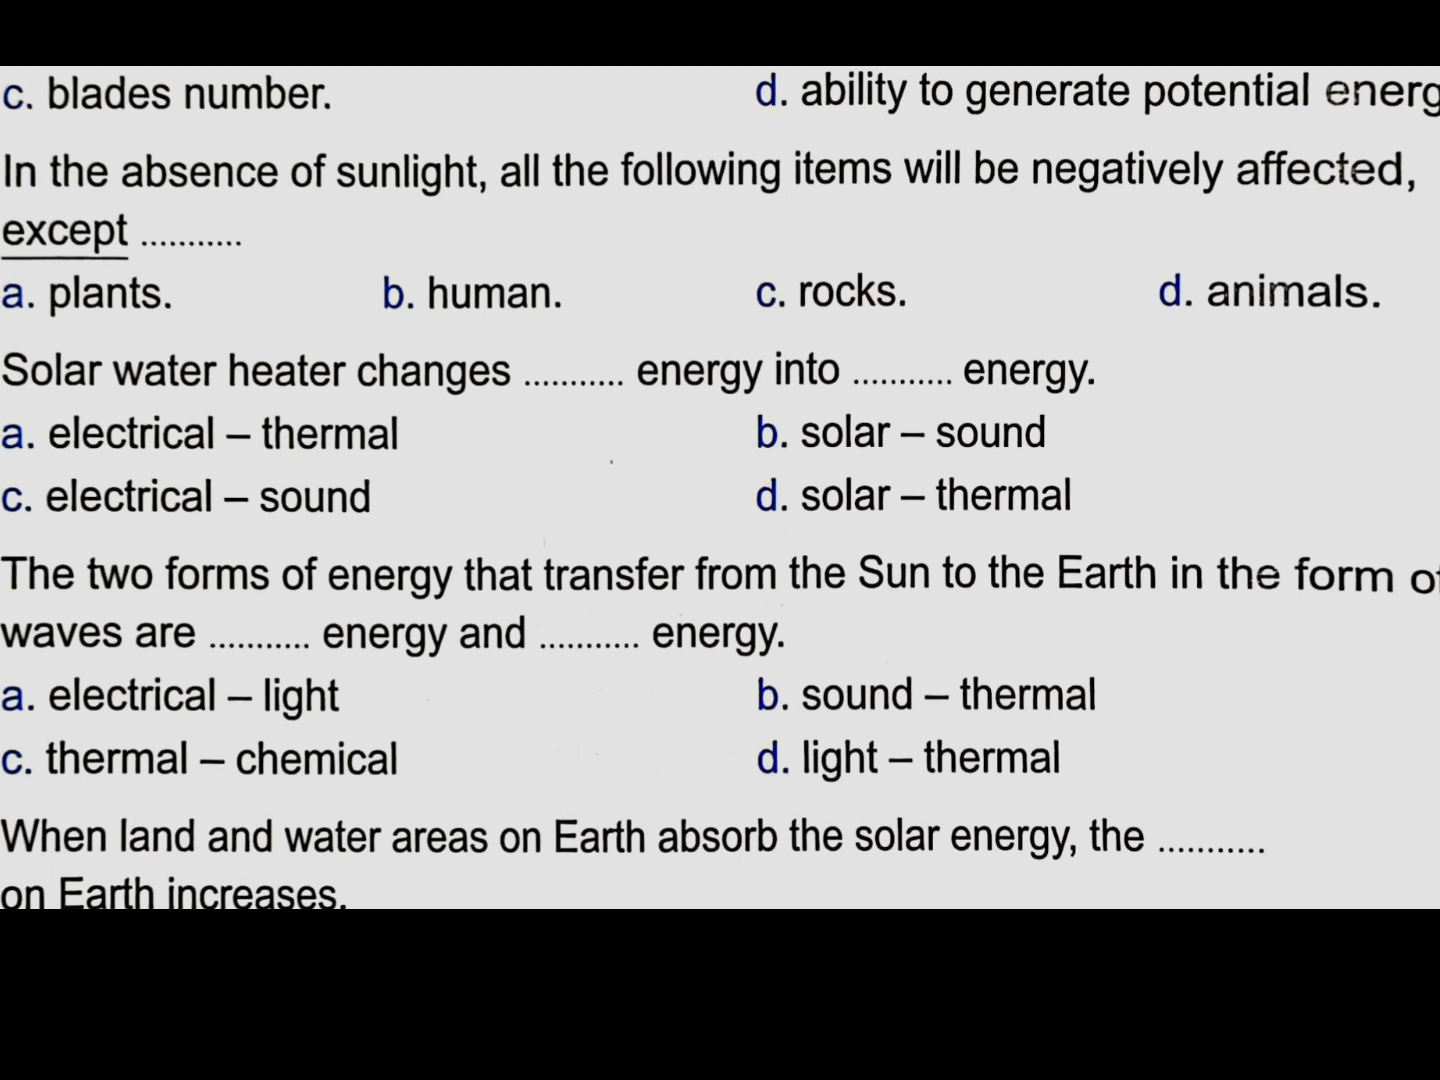 c. blades number. d. ability to generate potential energ
In the absence of sunlight, all the following items will be negatively affected,
except ...........
a. plants. b. human. c. rocks. d. animals.
Solar water heater changes ........... energy into ........... energy.
a. electrical – thermal b. solar – sound
c. electrical – sound d. solar – thermal
The two forms of energy that transfer from the Sun to the Earth in the form of
waves are ........... energy and ........... energy.
a. electrical – light b. sound – thermal
c. thermal – chemical d. light – thermal
When land and water areas on Earth absorb the solar energy, the ............
on Earth increases.